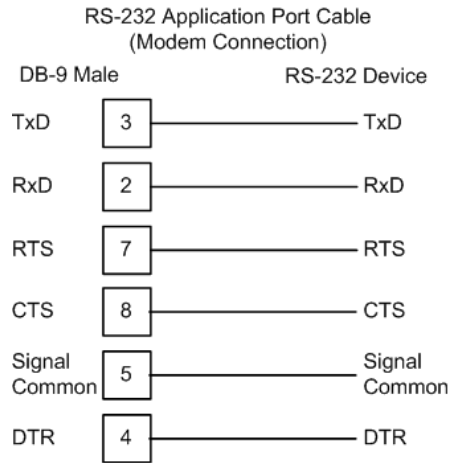 RS-232 Application Port Cable
(Modem Connection)
DB-9 Male RS-232 Device
TxD 3 TxD
RxD 2 RxD
RTS 7 RTS
CTS 8 CTS
Signal Signal
Common 5 Common
DTR 4 DTR